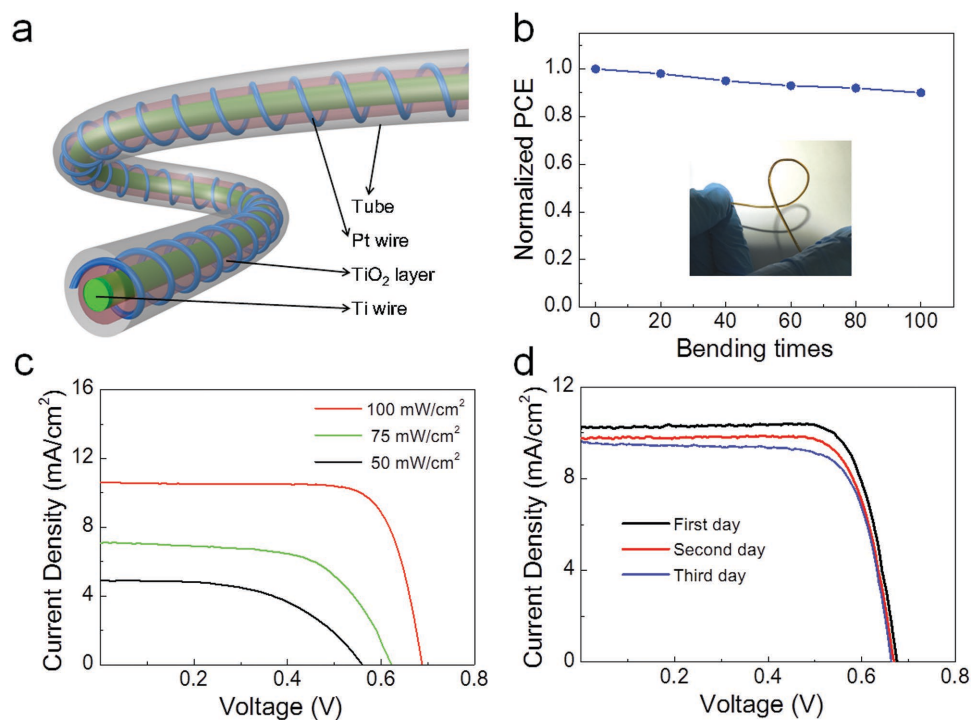 a
Tube
Pt wire
TiO₂ layer
Ti wire
b
Normalized PCE
1.0
0.8
0.6
0.4
0.2
0.0
0 20 40 60 80 100
Bending times
c
Current Density (mA/cm²)
16
12
8
4
0
100 mW/cm²
75 mW/cm²
50 mW/cm²
0.2 0.4 0.6 0.8
Voltage (V)
d
Current Density (mA/cm²)
12
8
4
0
First day
Second day
Third day
0.2 0.4 0.6 0.8
Voltage (V)